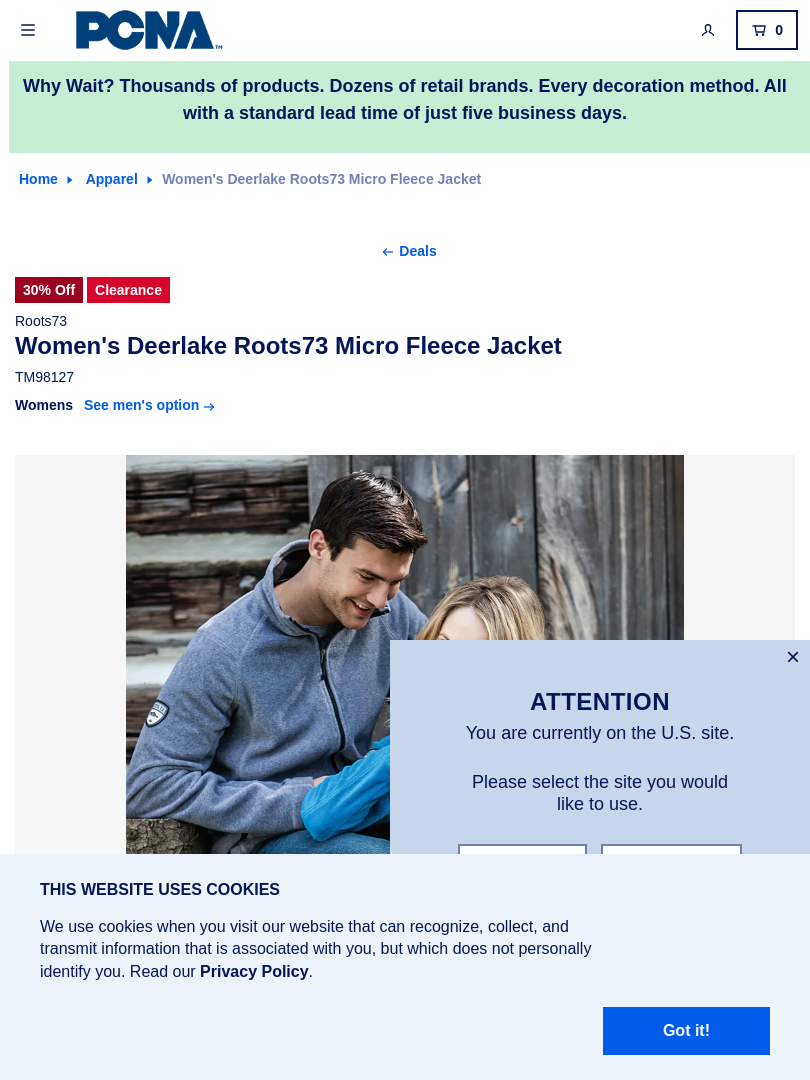 PCNA™
0
Why Wait? Thousands of products. Dozens of retail brands. Every decoration method. All
with a standard lead time of just five business days.
Home Apparel Women's Deerlake Roots73 Micro Fleece Jacket
Deals
30% Off Clearance
Roots73
Women's Deerlake Roots73 Micro Fleece Jacket
TM98127
Womens See men's option
ATTENTION
You are currently on the U.S. site.
Please select the site you would
like to use.
THIS WEBSITE USES COOKIES
We use cookies when you visit our website that can recognize, collect, and
transmit information that is associated with you, but which does not personally
identify you. Read our Privacy Policy.
Got it!